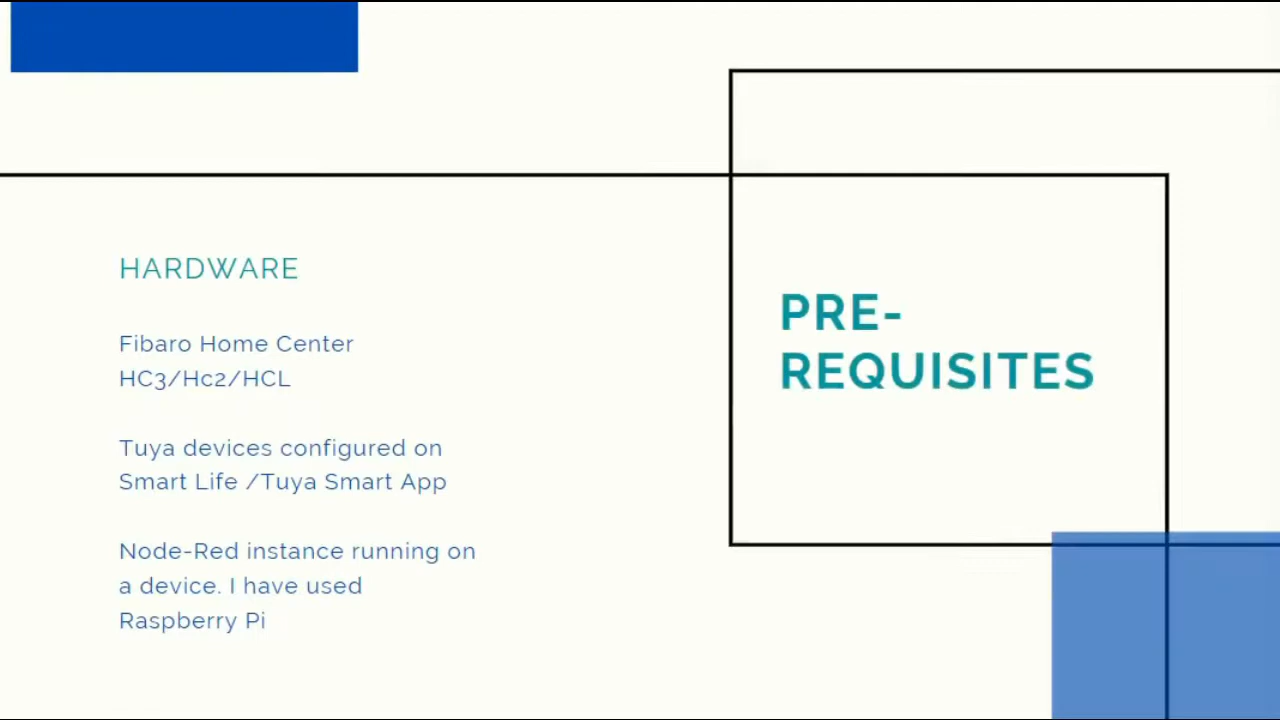 HARDWARE
Fibaro Home Center
HC3/Hc2/HCL
Tuya devices configured on
Smart Life /Tuya Smart App
Node-Red instance running on
a device. I have used
Raspberry Pi
PRE-
REQUISITES